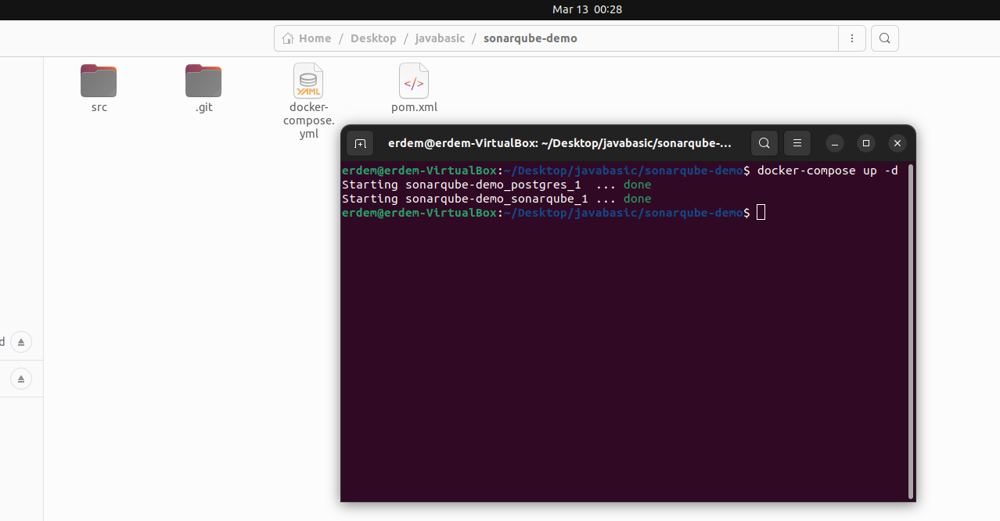 Mar 13 00:28
Home / Desktop / javabasic / sonarqube-demo
src
.git
YAML
docker-
compose.
yml
</>
pom.xml
d
erdem@erdem-VirtualBox: ~/Desktop/javabasic/sonarqube-...
erdem@erdem-VirtualBox:~/Desktop/javabasic/sonarqube-demo$ docker-compose up -d
Starting sonarqube-demo_postgres_1  ... done
Starting sonarqube-demo_sonarqube_1 ... done
erdem@erdem-VirtualBox:~/Desktop/javabasic/sonarqube-demo$